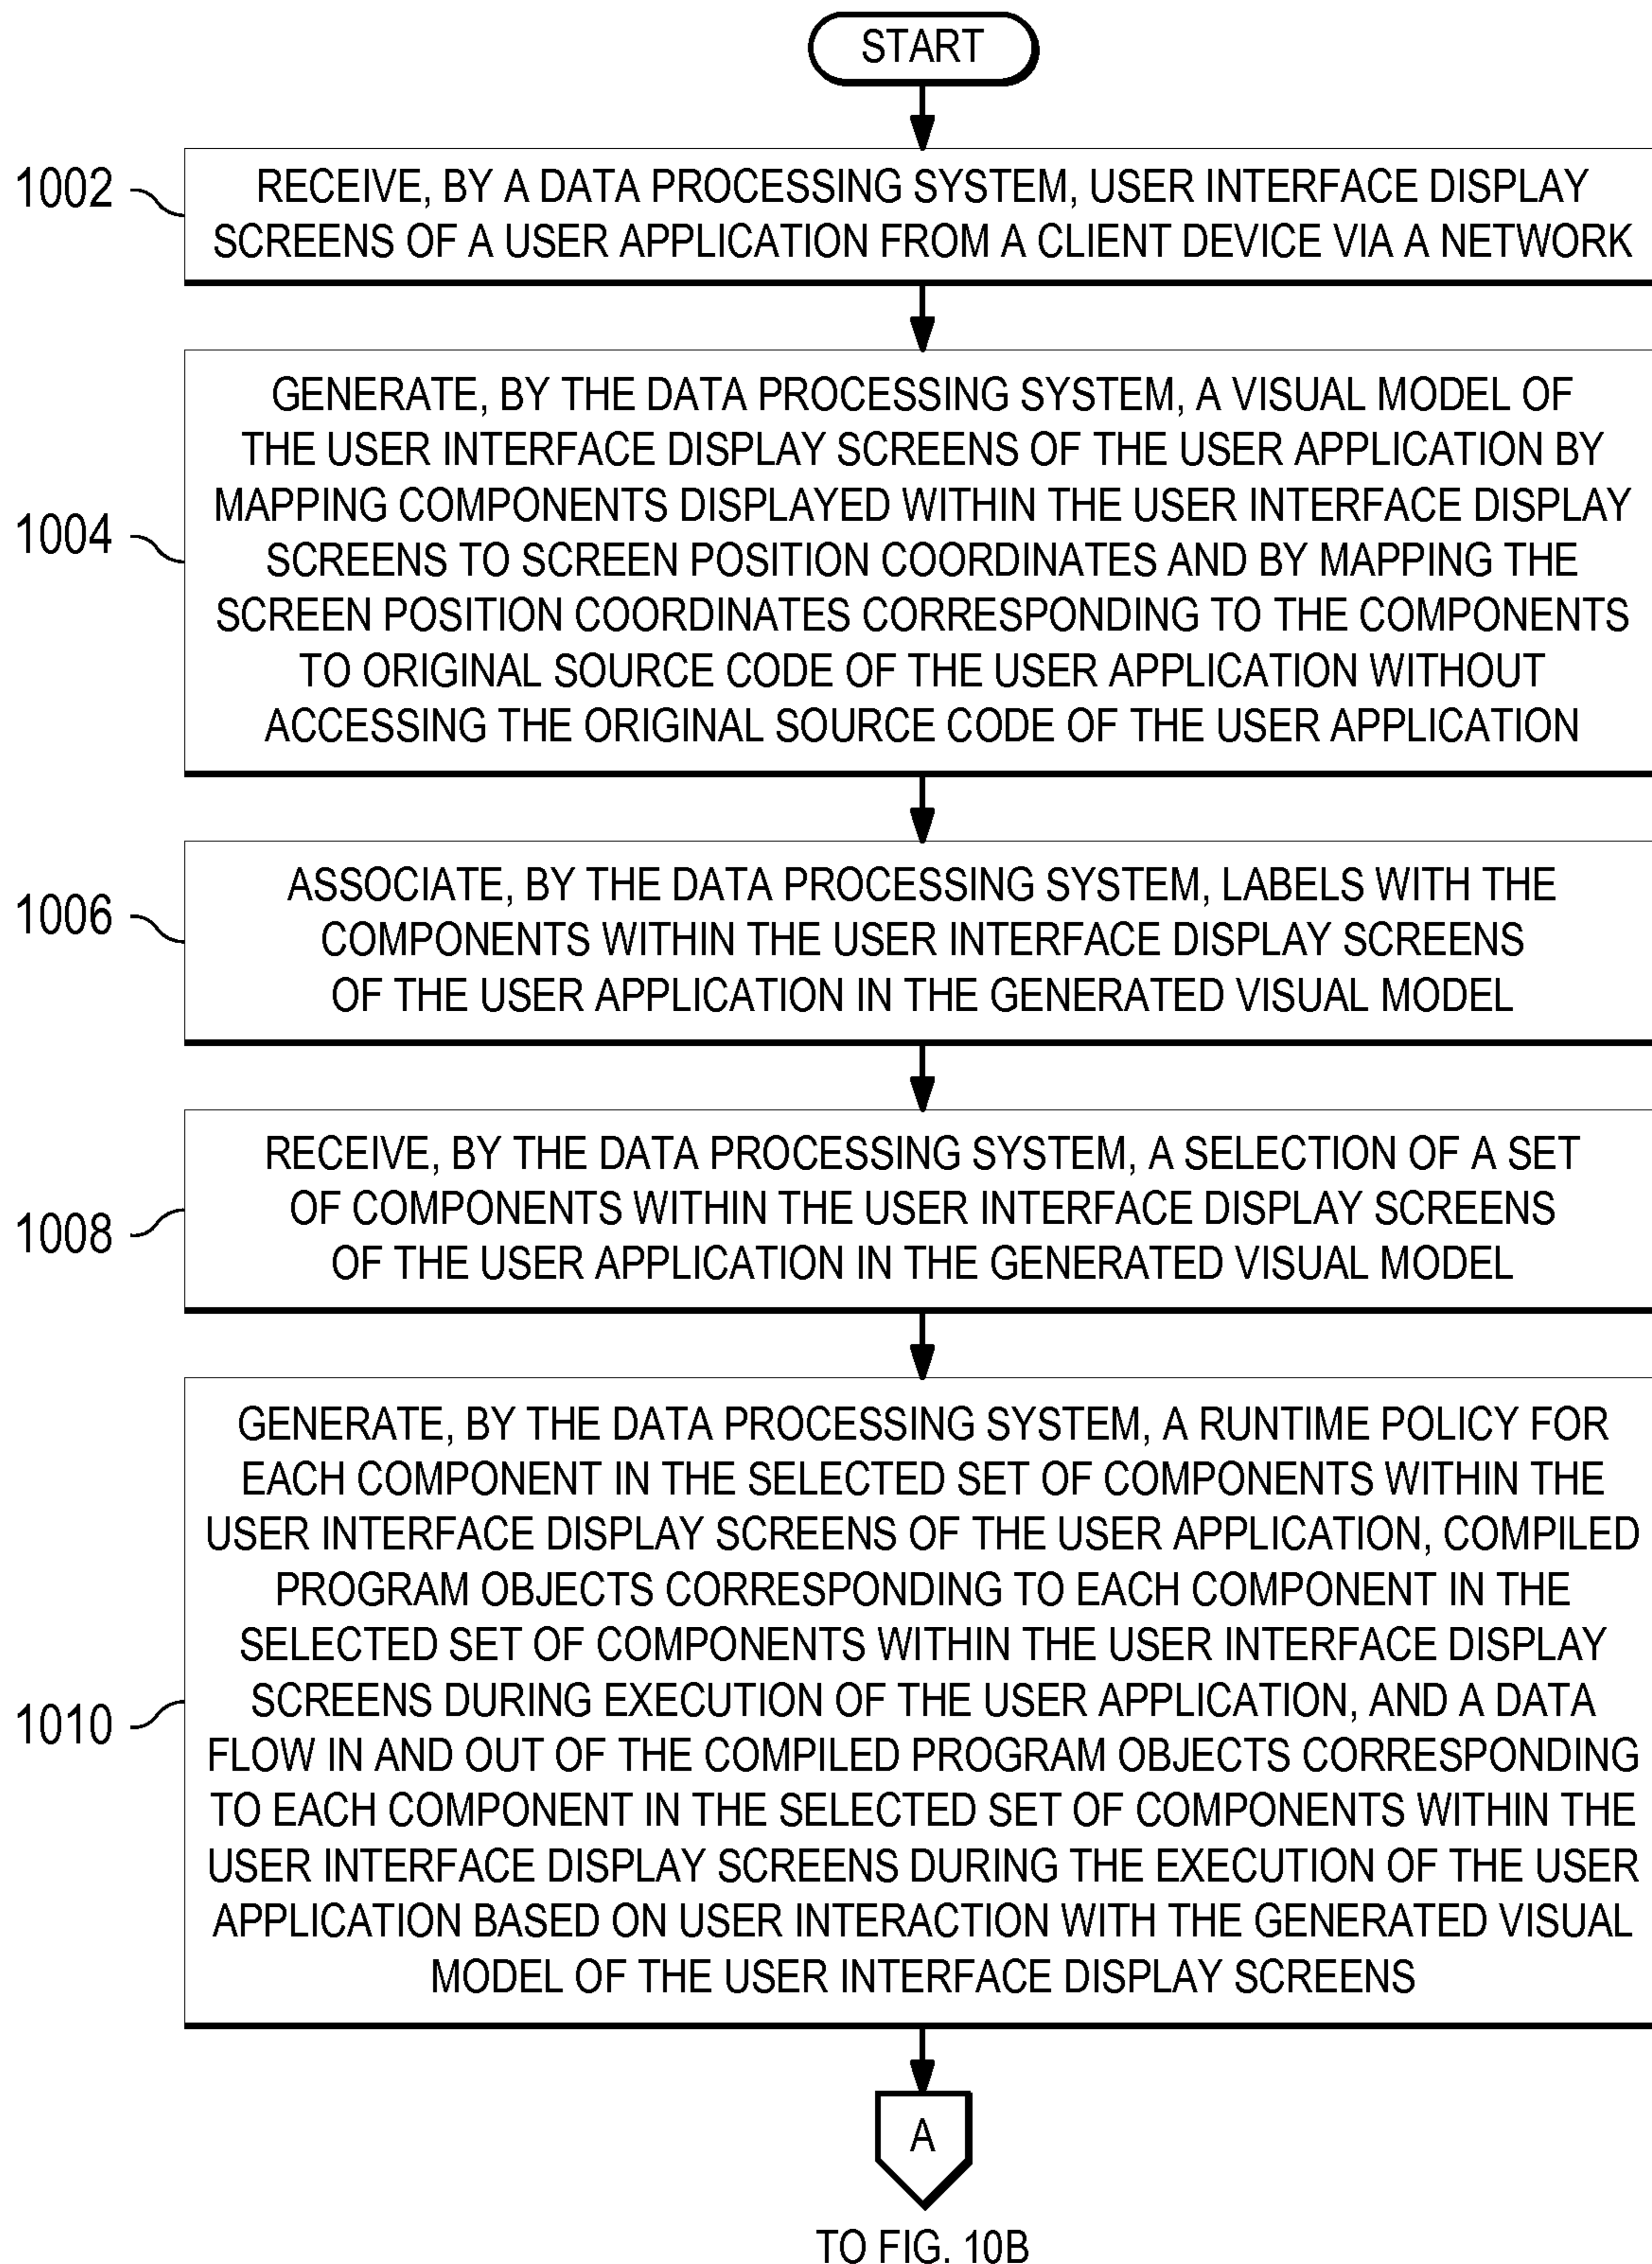 START
1002
RECEIVE, BY A DATA PROCESSING SYSTEM, USER INTERFACE DISPLAY
SCREENS OF A USER APPLICATION FROM A CLIENT DEVICE VIA A NETWORK
1004
GENERATE, BY THE DATA PROCESSING SYSTEM, A VISUAL MODEL OF
THE USER INTERFACE DISPLAY SCREENS OF THE USER APPLICATION BY
MAPPING COMPONENTS DISPLAYED WITHIN THE USER INTERFACE DISPLAY
SCREENS TO SCREEN POSITION COORDINATES AND BY MAPPING THE
SCREEN POSITION COORDINATES CORRESPONDING TO THE COMPONENTS
TO ORIGINAL SOURCE CODE OF THE USER APPLICATION WITHOUT
ACCESSING THE ORIGINAL SOURCE CODE OF THE USER APPLICATION
1006
ASSOCIATE, BY THE DATA PROCESSING SYSTEM, LABELS WITH THE
COMPONENTS WITHIN THE USER INTERFACE DISPLAY SCREENS
OF THE USER APPLICATION IN THE GENERATED VISUAL MODEL
1008
RECEIVE, BY THE DATA PROCESSING SYSTEM, A SELECTION OF A SET
OF COMPONENTS WITHIN THE USER INTERFACE DISPLAY SCREENS
OF THE USER APPLICATION IN THE GENERATED VISUAL MODEL
1010
GENERATE, BY THE DATA PROCESSING SYSTEM, A RUNTIME POLICY FOR
EACH COMPONENT IN THE SELECTED SET OF COMPONENTS WITHIN THE
USER INTERFACE DISPLAY SCREENS OF THE USER APPLICATION, COMPILED
PROGRAM OBJECTS CORRESPONDING TO EACH COMPONENT IN THE
SELECTED SET OF COMPONENTS WITHIN THE USER INTERFACE DISPLAY
SCREENS DURING EXECUTION OF THE USER APPLICATION, AND A DATA
FLOW IN AND OUT OF THE COMPILED PROGRAM OBJECTS CORRESPONDING
TO EACH COMPONENT IN THE SELECTED SET OF COMPONENTS WITHIN THE
USER INTERFACE DISPLAY SCREENS DURING THE EXECUTION OF THE USER
APPLICATION BASED ON USER INTERACTION WITH THE GENERATED VISUAL
MODEL OF THE USER INTERFACE DISPLAY SCREENS
A
TO FIG. 10B